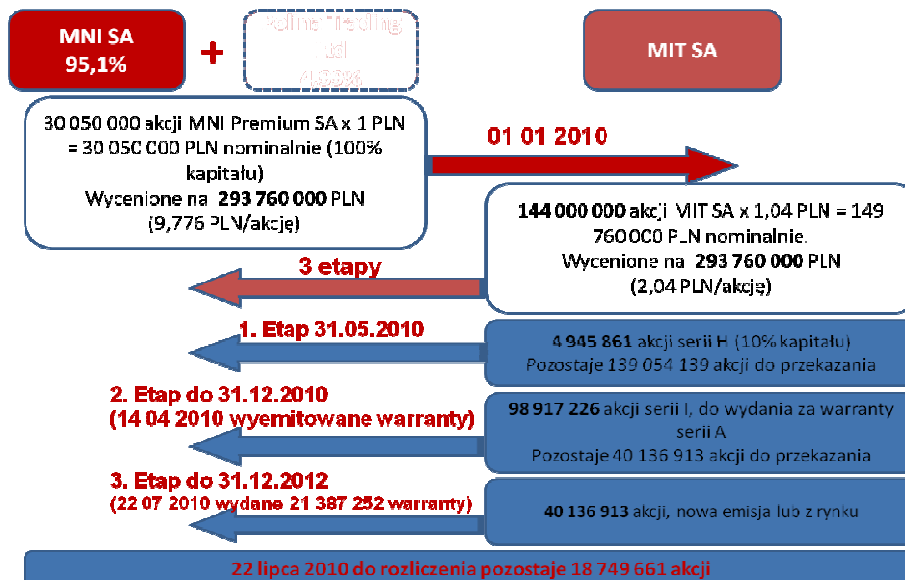 MNI SA
95,1%
+
Ltd
4,99%
MIT SA
30 050 000 akcji MNI Premium SA x 1 PLN
= 30 050 000 PLN nominalnie (100%
kapitału)
Wycenione na 293 760 000 PLN
(9,776 PLN/akcję)
01 01 2010
144 000 000 akcji MIT SA x 1,04 PLN = 149
760 000 PLN nominalnie.
Wycenione na 293 760 000 PLN
(2,04 PLN/akcję)
3 etapy
1. Etap 31.05.2010
4 945 861 akcji serii H (10% kapitału)
Pozostaje 139 054 139 akcji do przekazania
2. Etap do 31.12.2010
(14 04 2010 wyemitowane warranty)
98 917 226 akcji serii I, do wydania za warranty
serii A
Pozostaje 40 136 913 akcji do przekazania
3. Etap do 31.12.2012
(22 07 2010 wydano 21 387 252 warranty)
40 136 913 akcji, nowa emisja lub z rynku
22 lipca 2010 do rozliczenia pozostaje 18 749 661 akcji